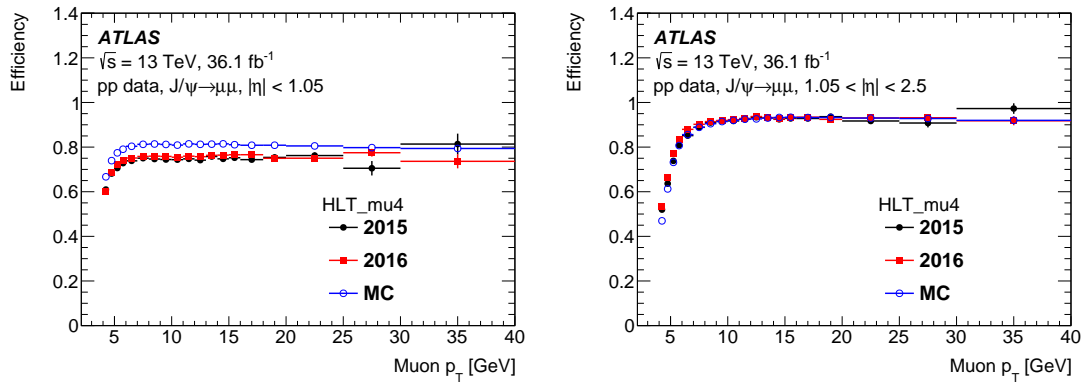 Efficiency
1.4
1.2
1
0.8
0.6
0.4
0.2
0
ATLAS
√s = 13 TeV, 36.1 fb⁻¹
pp data, J/ψ→μμ, |η| < 1.05
HLT_mu4
2015
2016
MC
5 10 15 20 25 30 35 40
Muon p_T [GeV]
Efficiency
1.4
1.2
1
0.8
0.6
0.4
0.2
0
ATLAS
√s = 13 TeV, 36.1 fb⁻¹
pp data, J/ψ→μμ, 1.05 < |η| < 2.5
HLT_mu4
2015
2016
MC
5 10 15 20 25 30 35 40
Muon p_T [GeV]